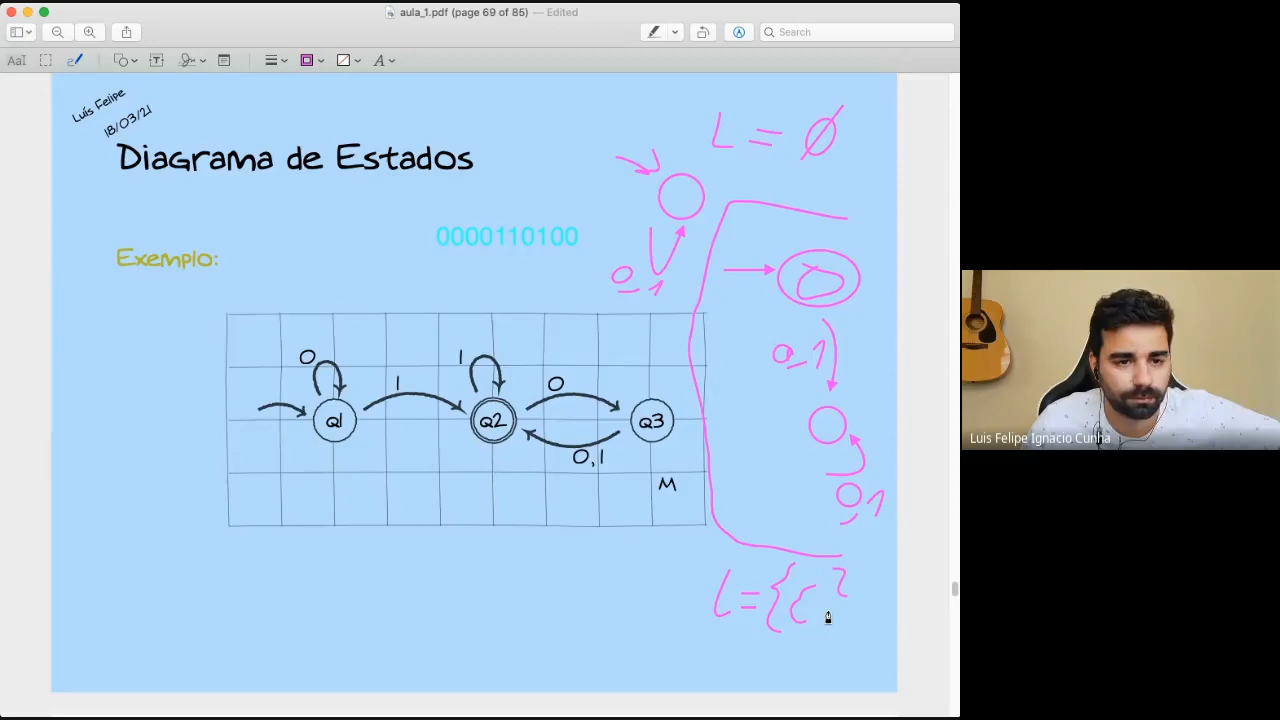 aula_1.pdf (page 69 of 85) — Edited
Search
AaI
A
Luís Felipe
18/03/21
Diagrama de Estados
L = ∅
0000110100
Exemplo:
0,1
0,1
0
1
1
0
Q1
Q2
Q3
0,1
M
0,1
L={ε
Luis Felipe Ignacio Cunha